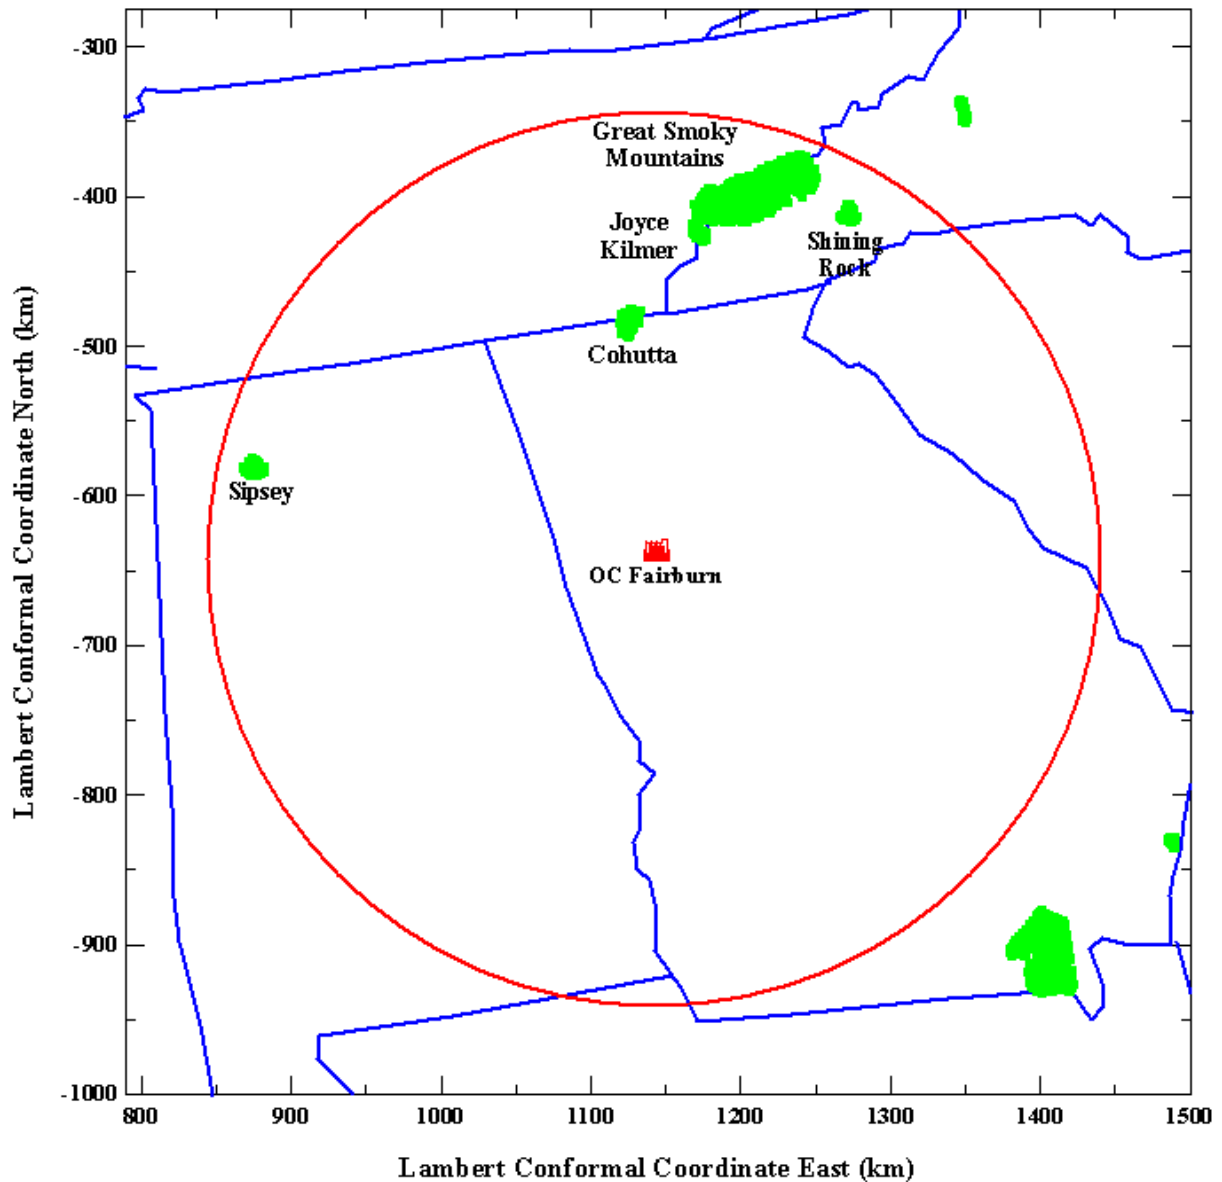 -300
-400
-500
-600
-700
-800
-900
-1000
Lambert Conformal Coordinate North (km)
Great Smoky
Mountains
Joyce
Kilmer
Shining
Rock
Cohutta
Sipsey
OC Fairburn
800 900 1000 1100 1200 1300 1400 1500
Lambert Conformal Coordinate East (km)